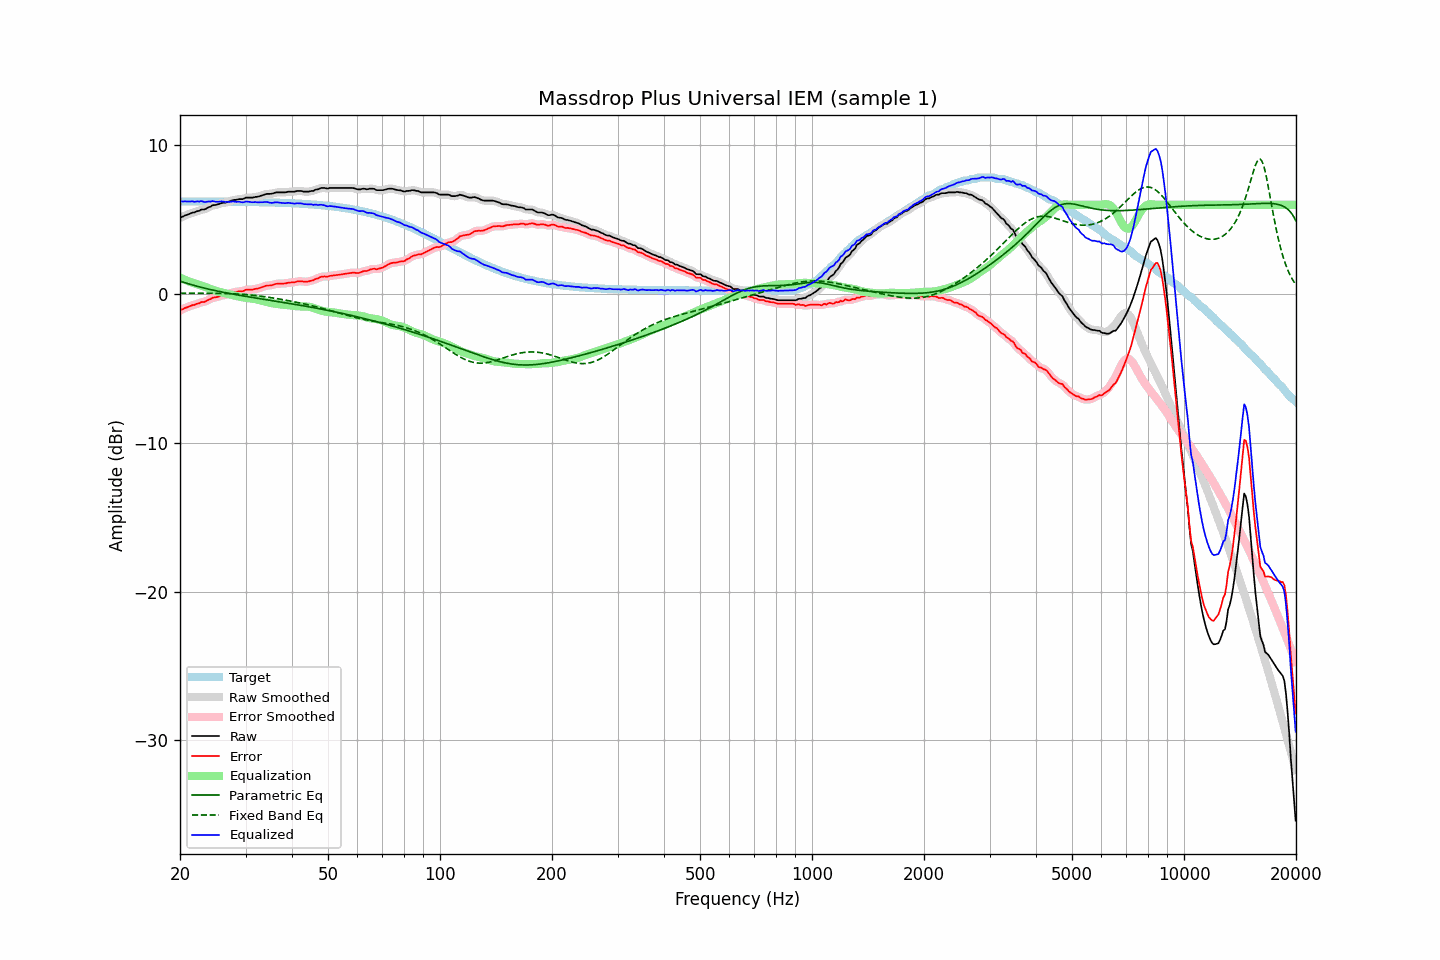 Massdrop Plus Universal IEM (sample 1)
10
0
−10
−20
−30
Amplitude (dBr)
Target
Raw Smoothed
Error Smoothed
Raw
Error
Equalization
Parametric Eq
Fixed Band Eq
Equalized
20 50 100 200 500 1000 2000 5000 10000 20000
Frequency (Hz)